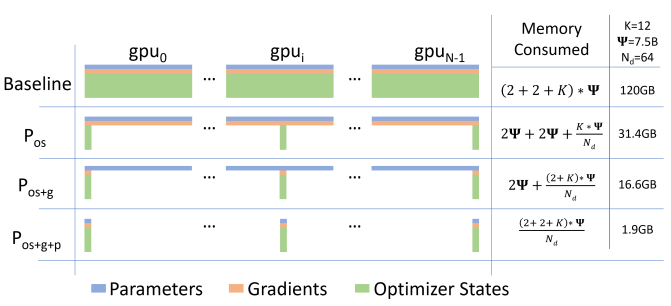 gpu0 gpui gpuN-1 Memory Consumed K=12 Ψ=7.5B Nd=64
Baseline ... ... (2 + 2 + K) * Ψ 120GB
Pos ... ... 2Ψ + 2Ψ + K * Ψ / Nd 31.4GB
Pos+g ... ... 2Ψ + (2+K)* Ψ / Nd 16.6GB
Pos+g+p ... ... (2+2+K)* Ψ / Nd 1.9GB
Parameters Gradients Optimizer States